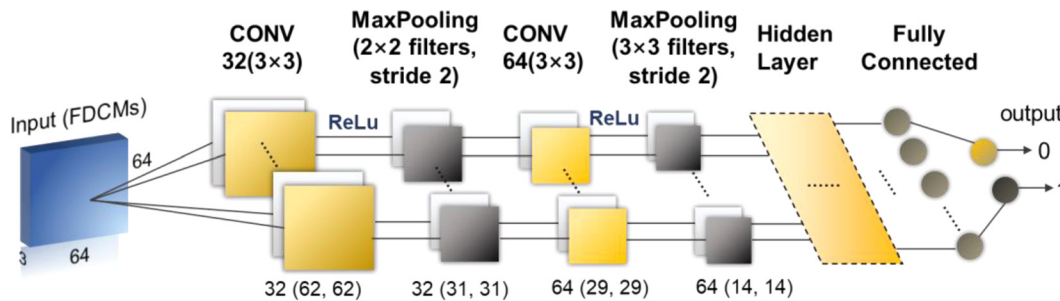 CONV
32(3×3)
MaxPooling
(2×2 filters,
stride 2)
CONV
64(3×3)
MaxPooling
(3×3 filters,
stride 2)
Hidden
Layer
Fully
Connected
Input (FDCMs)
64
3
64
ReLu
ReLu
output
0
32 (62, 62)
32 (31, 31)
64 (29, 29)
64 (14, 14)